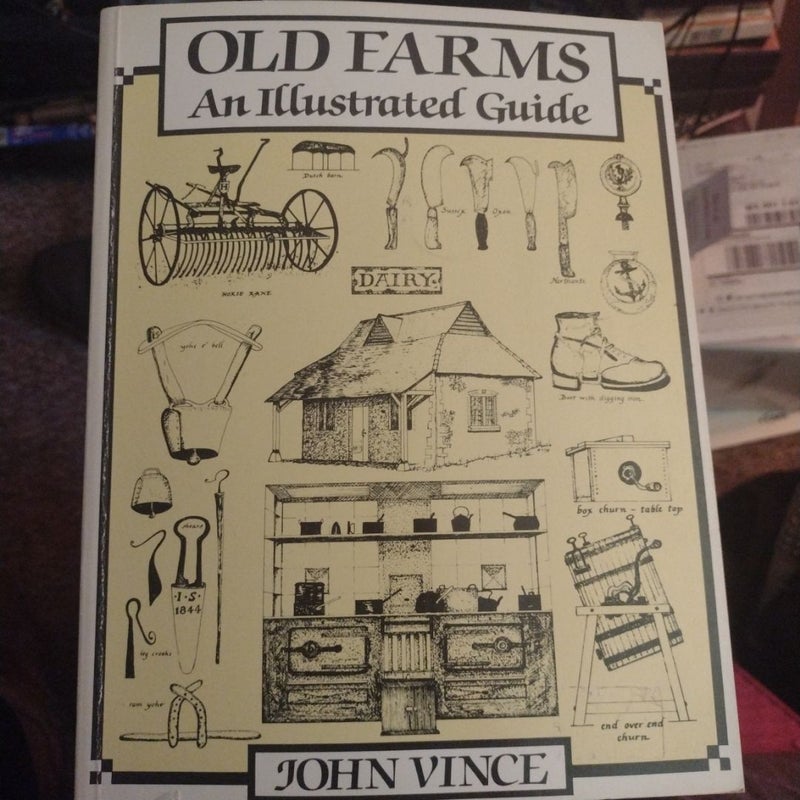 OLD FARMS
An Illustrated Guide
Dutch barn.
Sussex
Oxon.
HORSE RAKE
DAIRY.
Northants
yoke & bell
Boot with digging iron.
box churn - table top
shears
·I·S·
1844
leg crooks
ram yoke
end over end
churn.
JOHN VINCE